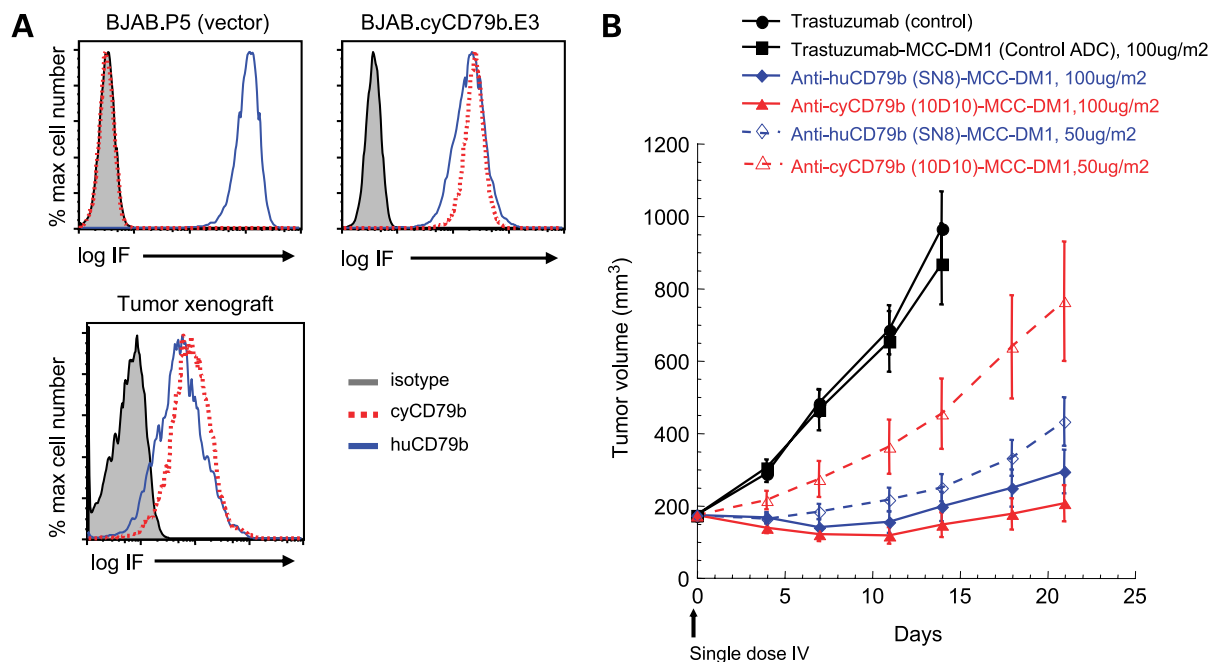 A
BJAB.P5 (vector)
BJAB.cyCD79b.E3
% max cell number
log IF
% max cell number
log IF
Tumor xenograft
% max cell number
log IF
isotype
cyCD79b
huCD79b
B
Trastuzumab (control)
Trastuzumab-MCC-DM1 (Control ADC), 100ug/m2
Anti-huCD79b (SN8)-MCC-DM1, 100ug/m2
Anti-cyCD79b (10D10)-MCC-DM1,100ug/m2
Anti-huCD79b (SN8)-MCC-DM1, 50ug/m2
Anti-cyCD79b (10D10)-MCC-DM1,50ug/m2
Tumor volume (mm³)
1200
1000
800
600
400
200
0
0 5 10 15 20 25
Days
Single dose IV